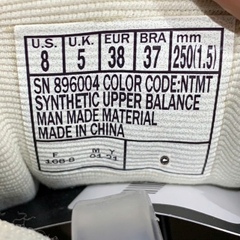 U.S. U.K. EUR BRA mm
8 5 38 37 250(1.5)
SN 896004 COLOR CODE:NTMT
SYNTHETIC UPPER BALANCE
MAN MADE MATERIAL
MADE IN CHINA
F M Y